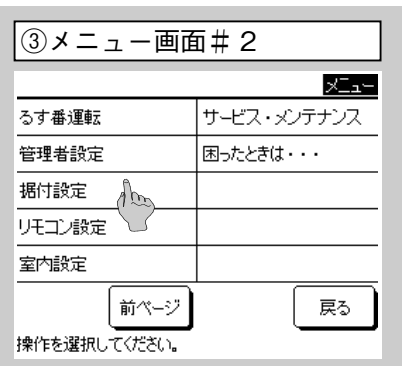 ③メニュー画面＃２
メニュー
るす番運転 サービス・メンテナンス
管理者設定 困ったときは・・・
据付設定
リモコン設定
室内設定
前ページ 戻る
操作を選択してください。